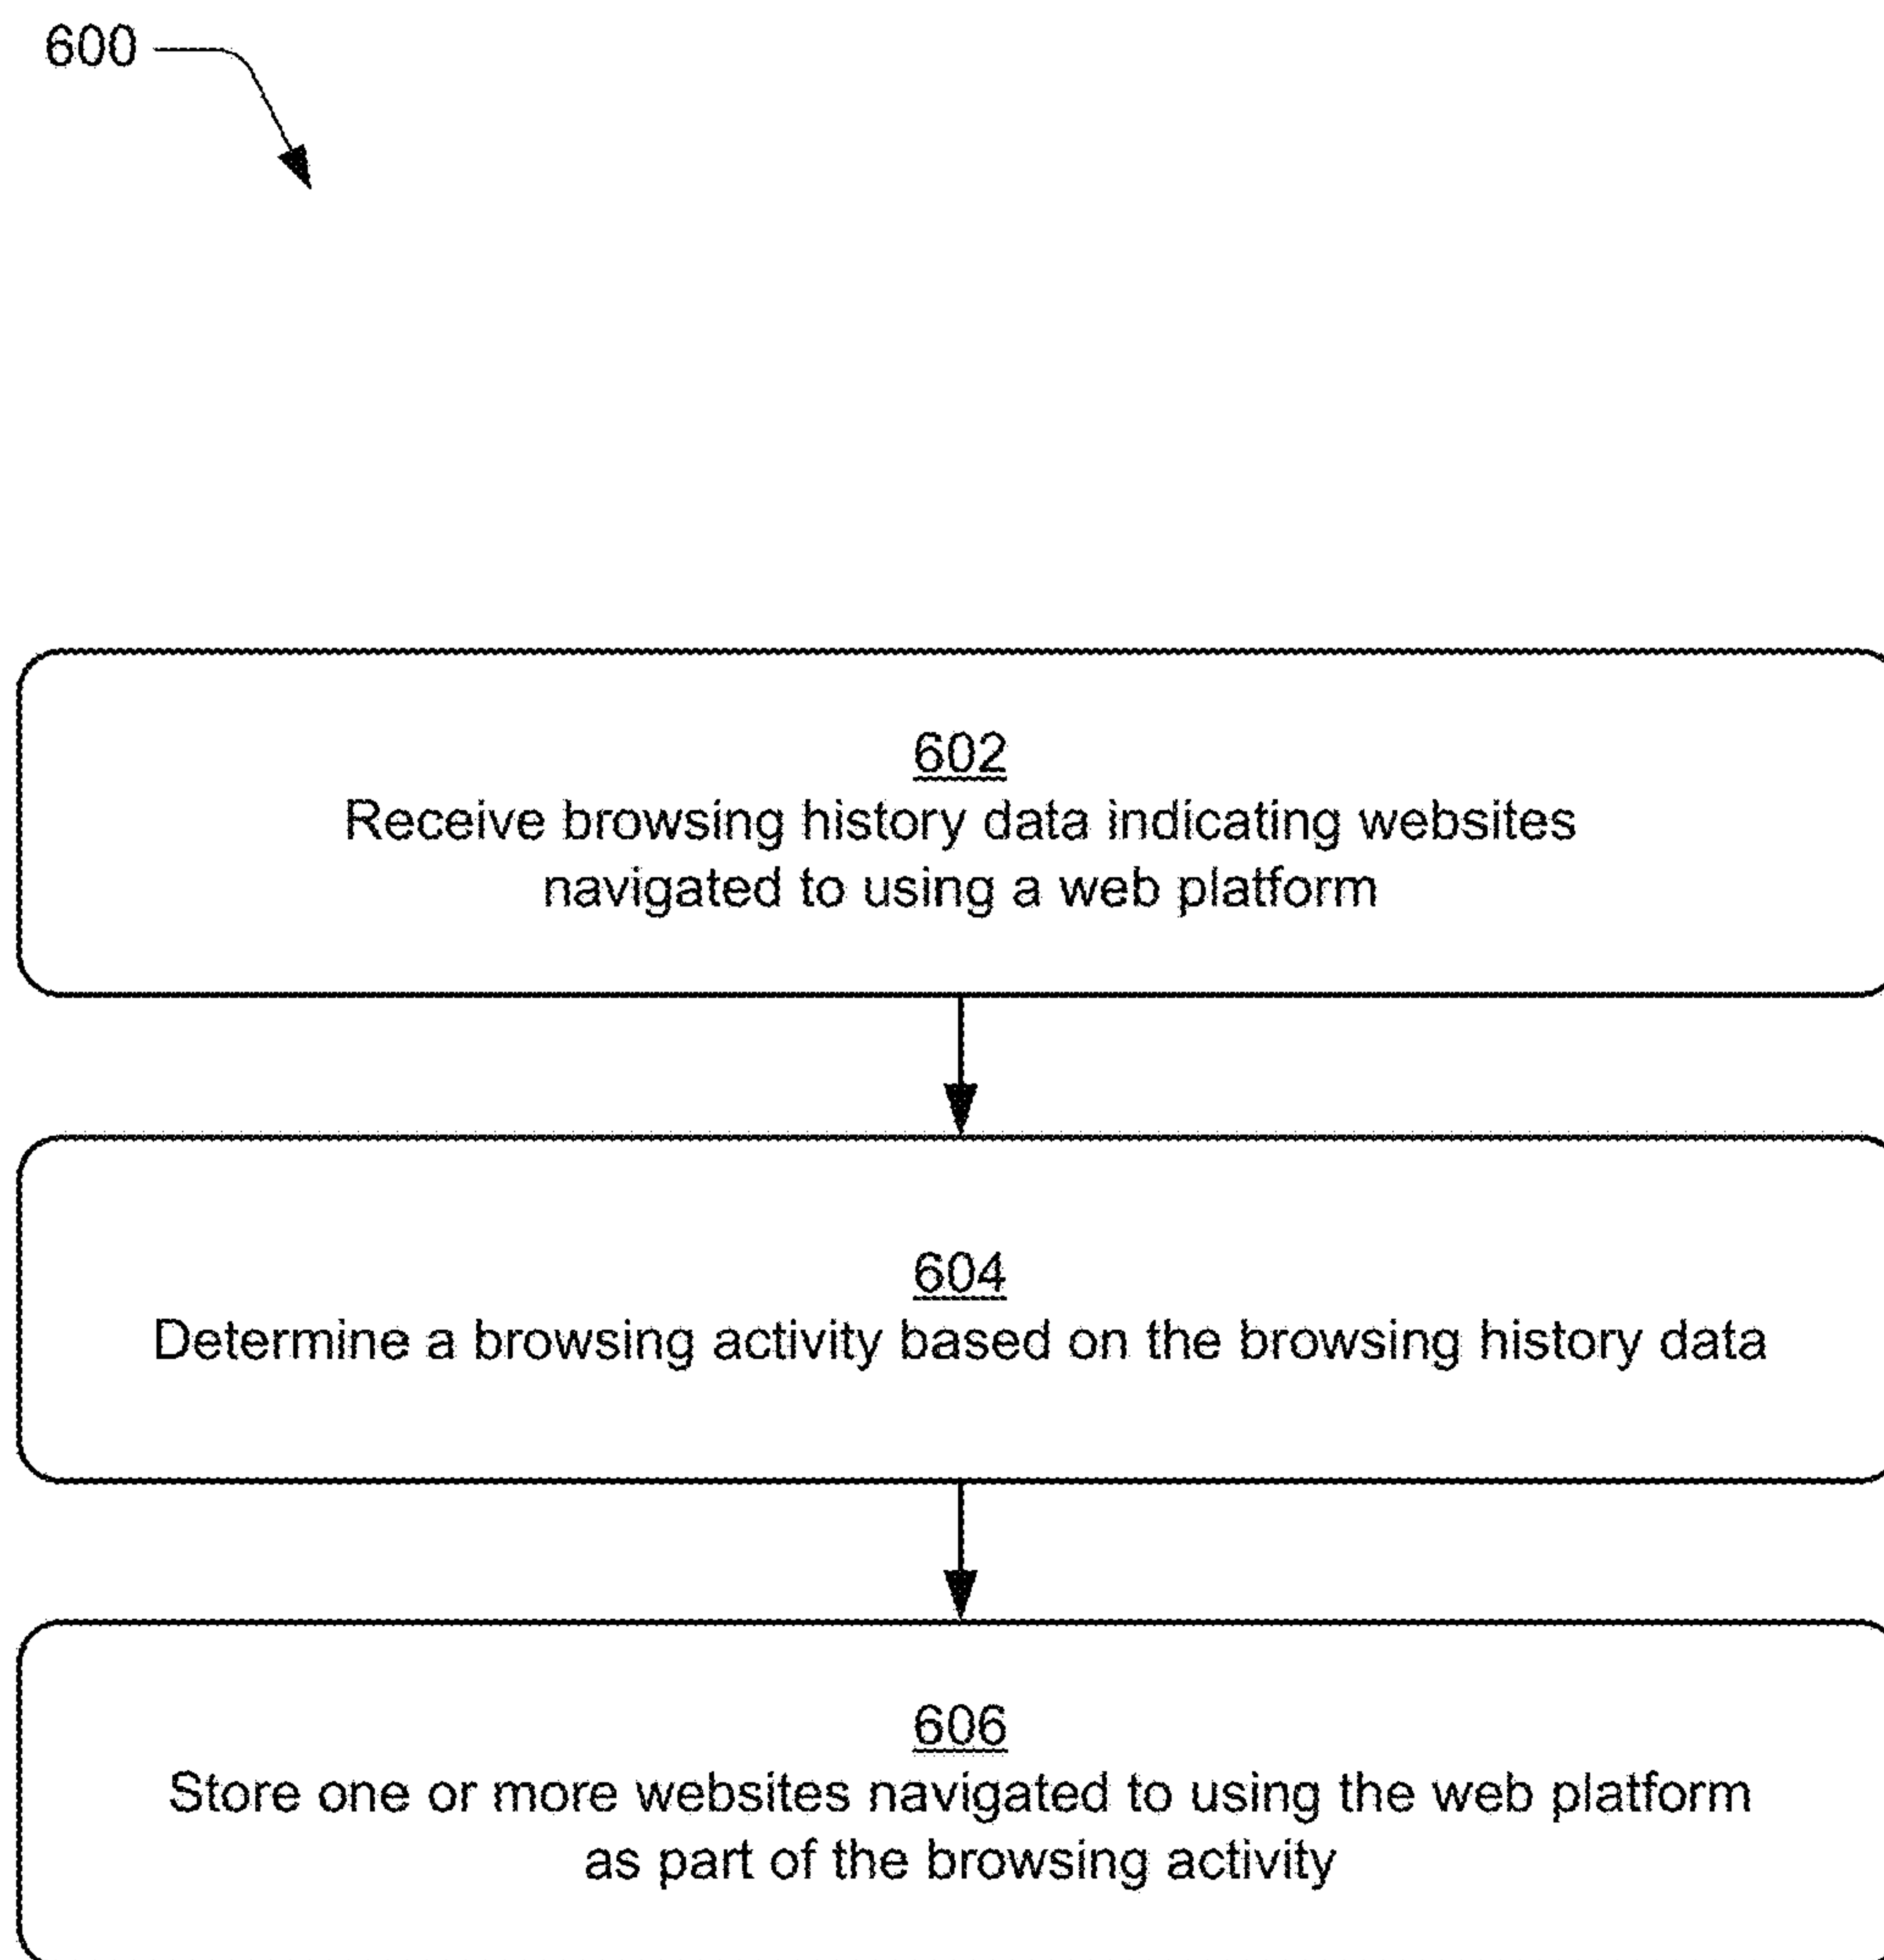 600
602
Receive browsing history data indicating websites
navigated to using a web platform
604
Determine a browsing activity based on the browsing history data
606
Store one or more websites navigated to using the web platform
as part of the browsing activity